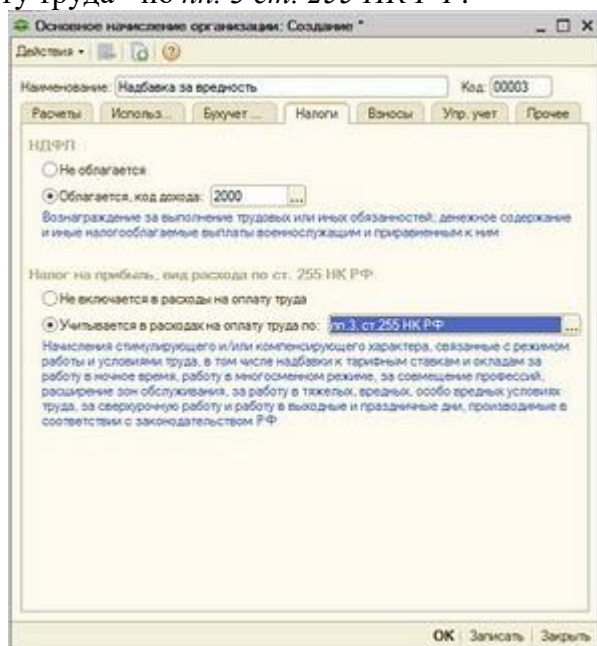 ту труда - по пп. 3 ст. 255 НК РФ:
Основное начисление организации: Создание *
Действия
Наименование: Надбавка за вредность Код: 00003
Расчеты Использ... Бухучет ... Налоги Взносы Упр. учет Прочее
НДФЛ
Не облагается
Облагается, код дохода: 2000 ...
Вознаграждение за выполнение трудовых или иных обязанностей; денежное содержание
и иные налогооблагаемые выплаты военнослужащим и приравненным к ним
Налог на прибыль, вид расхода по ст. 255 НК РФ
Не включается в расходы на оплату труда
Учитывается в расходах на оплату труда по: пп.3, ст.255 НК РФ ...
Начисления стимулирующего и/или компенсирующего характера, связанные с режимом
работы и условиями труда, в том числе надбавки к тарифным ставкам и окладам за
работу в ночное время, работу в многосменном режиме, за совмещение профессий,
расширение зон обслуживания, за работу в тяжелых, вредных, особо вредных условиях
труда, за сверхурочную работу и работу в выходные и праздничные дни, производимые в
соответствии с законодательством РФ
OK Записать Закрыть